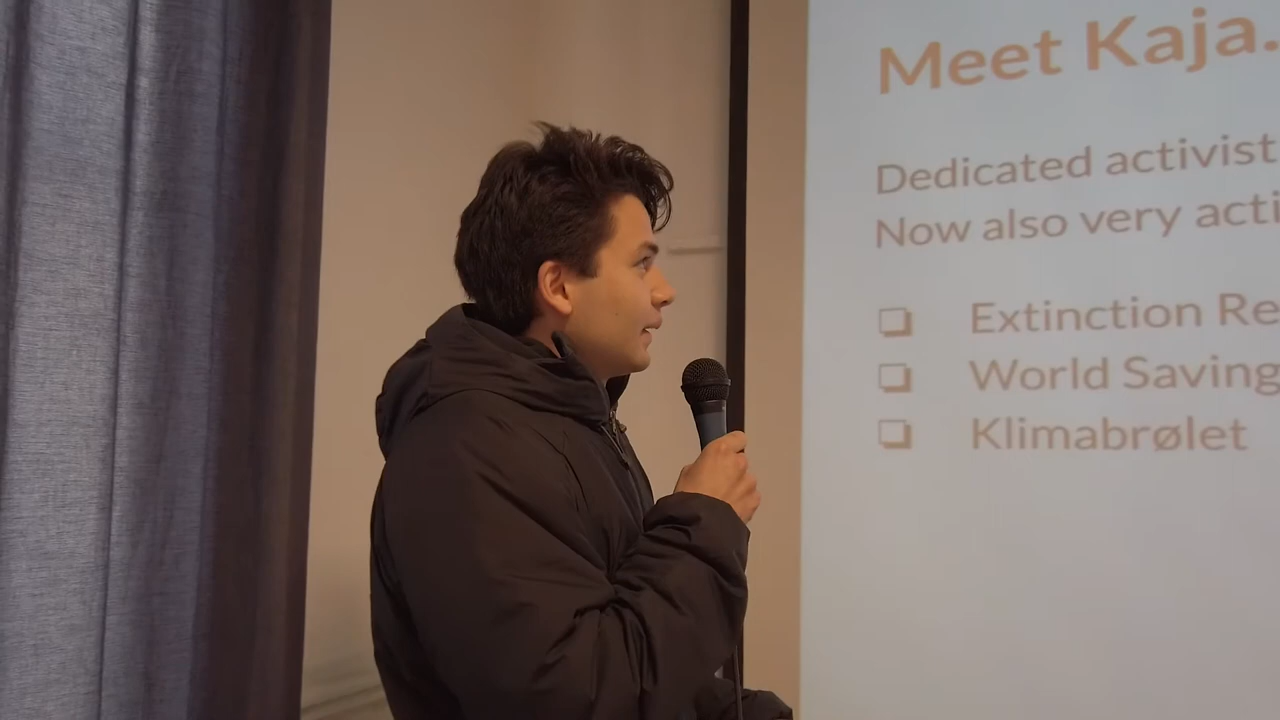 Meet Kaja.
Dedicated activist
Now also very acti
Extinction Re
World Saving
Klimabrølet